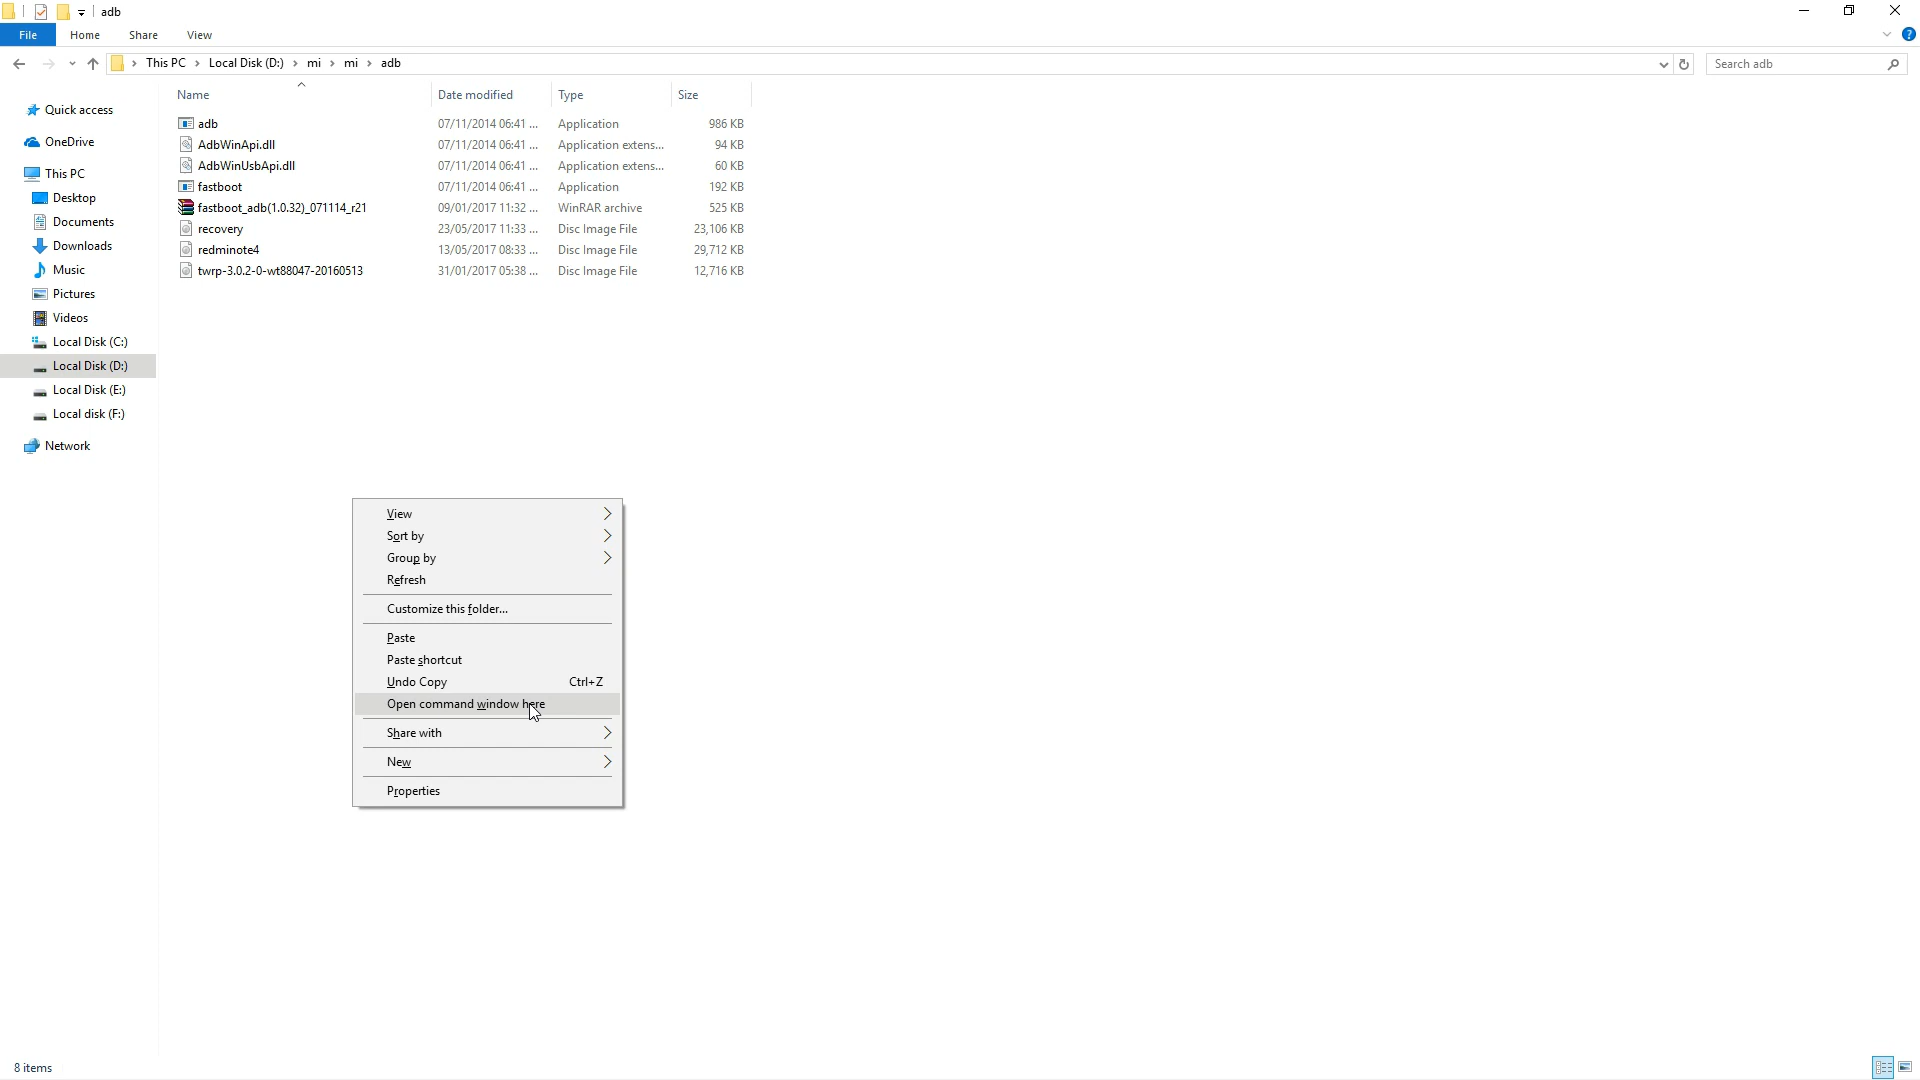 adb
File Home Share View
This PC Local Disk (D:) mi mi adb
Search adb
Name Date modified Type Size
Quick access
OneDrive
This PC
Desktop
Documents
Downloads
Music
Pictures
Videos
Local Disk (C:)
Local Disk (D:)
Local Disk (E:)
Local disk (F:)
Network
adb 07/11/2014 06:41 ... Application 986 KB
AdbWinApi.dll 07/11/2014 06:41 ... Application extens... 94 KB
AdbWinUsbApi.dll 07/11/2014 06:41 ... Application extens... 60 KB
fastboot 07/11/2014 06:41 ... Application 192 KB
fastboot_adb(1.0.32)_071114_r21 09/01/2017 11:32 ... WinRAR archive 525 KB
recovery 23/05/2017 11:33 ... Disc Image File 23,106 KB
redminote4 13/05/2017 08:33 ... Disc Image File 29,712 KB
twrp-3.0.2-0-wt88047-20160513 31/01/2017 05:38 ... Disc Image File 12,716 KB
View
Sort by
Group by
Refresh
Customize this folder...
Paste
Paste shortcut
Undo Copy Ctrl+Z
Open command window here
Share with
New
Properties
8 items